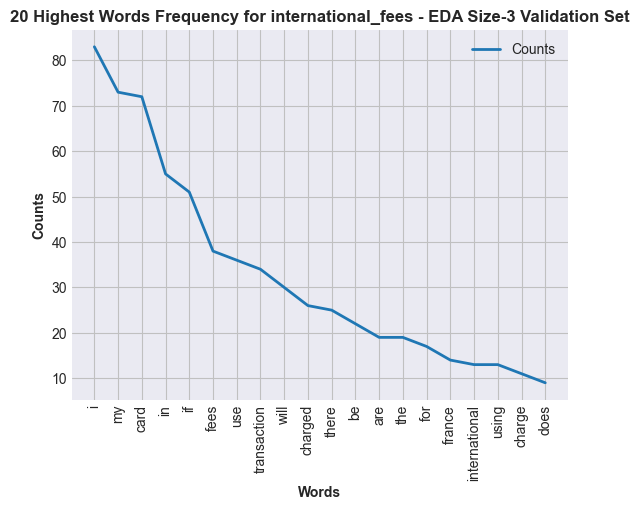 20 Highest Words Frequency for international_fees - EDA Size-3 Validation Set
Counts
Counts
80
70
60
50
40
30
20
10
i
my
card
in
if
fees
use
transaction
will
charged
there
be
are
the
for
france
international
using
charge
does
Words